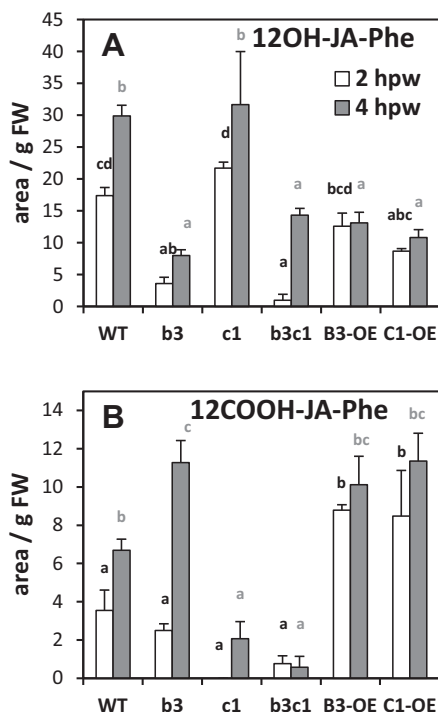 A 12OH-JA-Phe
area / g FW
45
40
35
30
25
20
15
10
5
0
2 hpw
4 hpw
cd b ab a d b a a bcd a abc a
WT b3 c1 b3c1 B3-OE C1-OE
B 12COOH-JA-Phe
area / g FW
14
12
10
8
6
4
2
0
a b a c a a a a b bc b bc
WT b3 c1 b3c1 B3-OE C1-OE